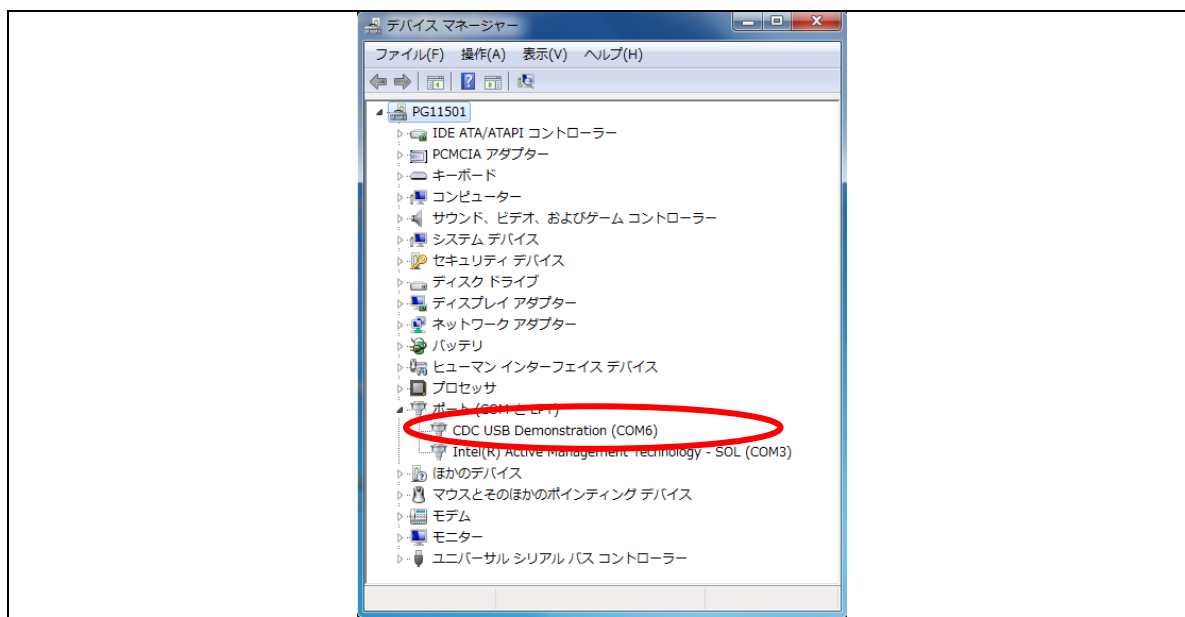 デバイス マネージャー
ファイル(F) 操作(A) 表示(V) ヘルプ(H)
PG11501
IDE ATA/ATAPI コントローラー
PCMCIA アダプター
キーボード
コンピューター
サウンド、ビデオ、およびゲーム コントローラー
システム デバイス
セキュリティ デバイス
ディスク ドライブ
ディスプレイ アダプター
ネットワーク アダプター
バッテリ
ヒューマン インターフェイス デバイス
プロセッサ
ポート (COM と LPT)
CDC USB Demonstration (COM6)
Intel(R) Active Management Technology - SOL (COM3)
ほかのデバイス
マウスとそのほかのポインティング デバイス
モデム
モニター
ユニバーサル シリアル バス コントローラー